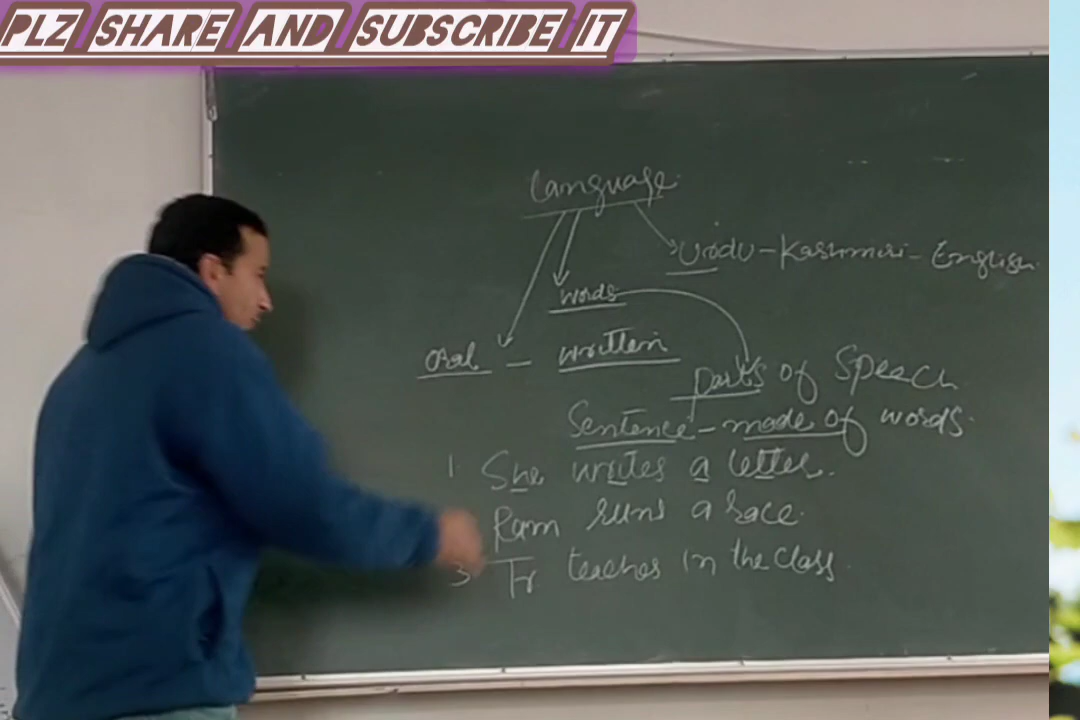 PLZ SHARE AND SUBSCRIBE IT
Language
Urdu - Kashmiri - English
words
oral - written
parts of Speech
Sentence - made of words.
1. She writes a letter.
Ram runs a race.
3 Tr teaches in the class